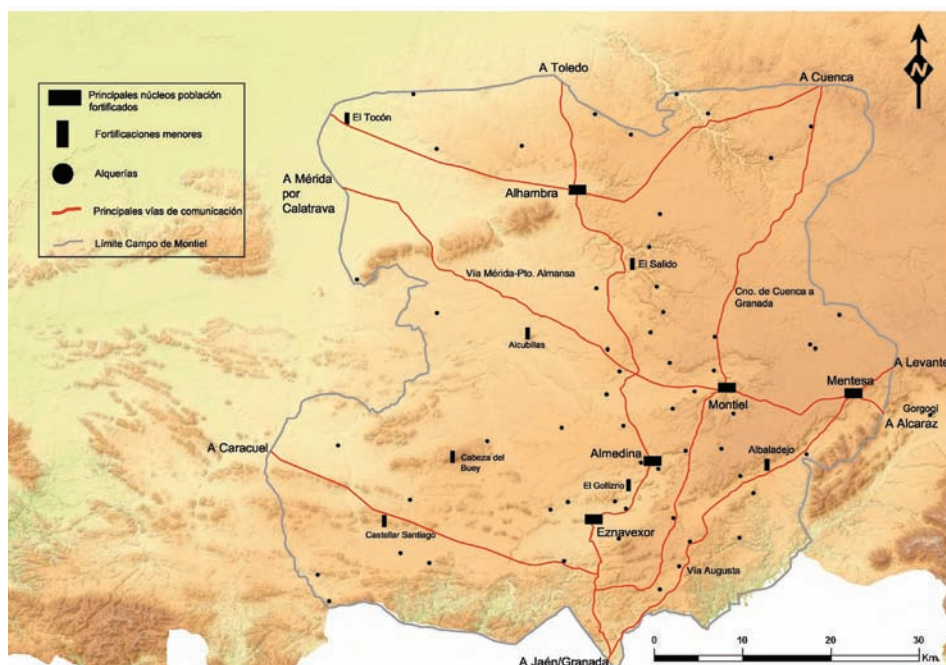 Principales núcleos población
fortificados
Fortificaciones menores
Alquerías
Principales vías de comunicación
Límite Campo de Montiel
A Toledo
A Cuenca
N
El Tocón
A Mérida
por
Calatrava
Alhambra
El Salido
Vía Mérida-Pto. Almansa
Cno. de Cuenca a
Granada
Alcubillas
A Levante
Mentesa
Montiel
Gorgogí
A Alcaraz
A Caracuel
Cabeza del
Buey
Almedina
Albaladejo
El Gollizno
Eznavexor
Castellar Santiago
Vía Augusta
A Jaén/Granada
0 10 20 30
Km.